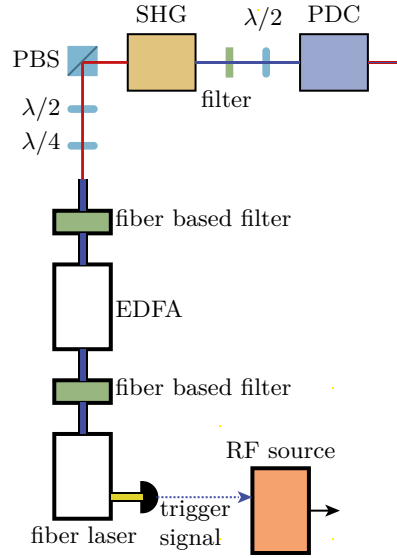 SHG
PDC
PBS
λ/2
filter
λ/2
λ/4
fiber based filter
EDFA
fiber based filter
RF source
trigger
signal
fiber laser